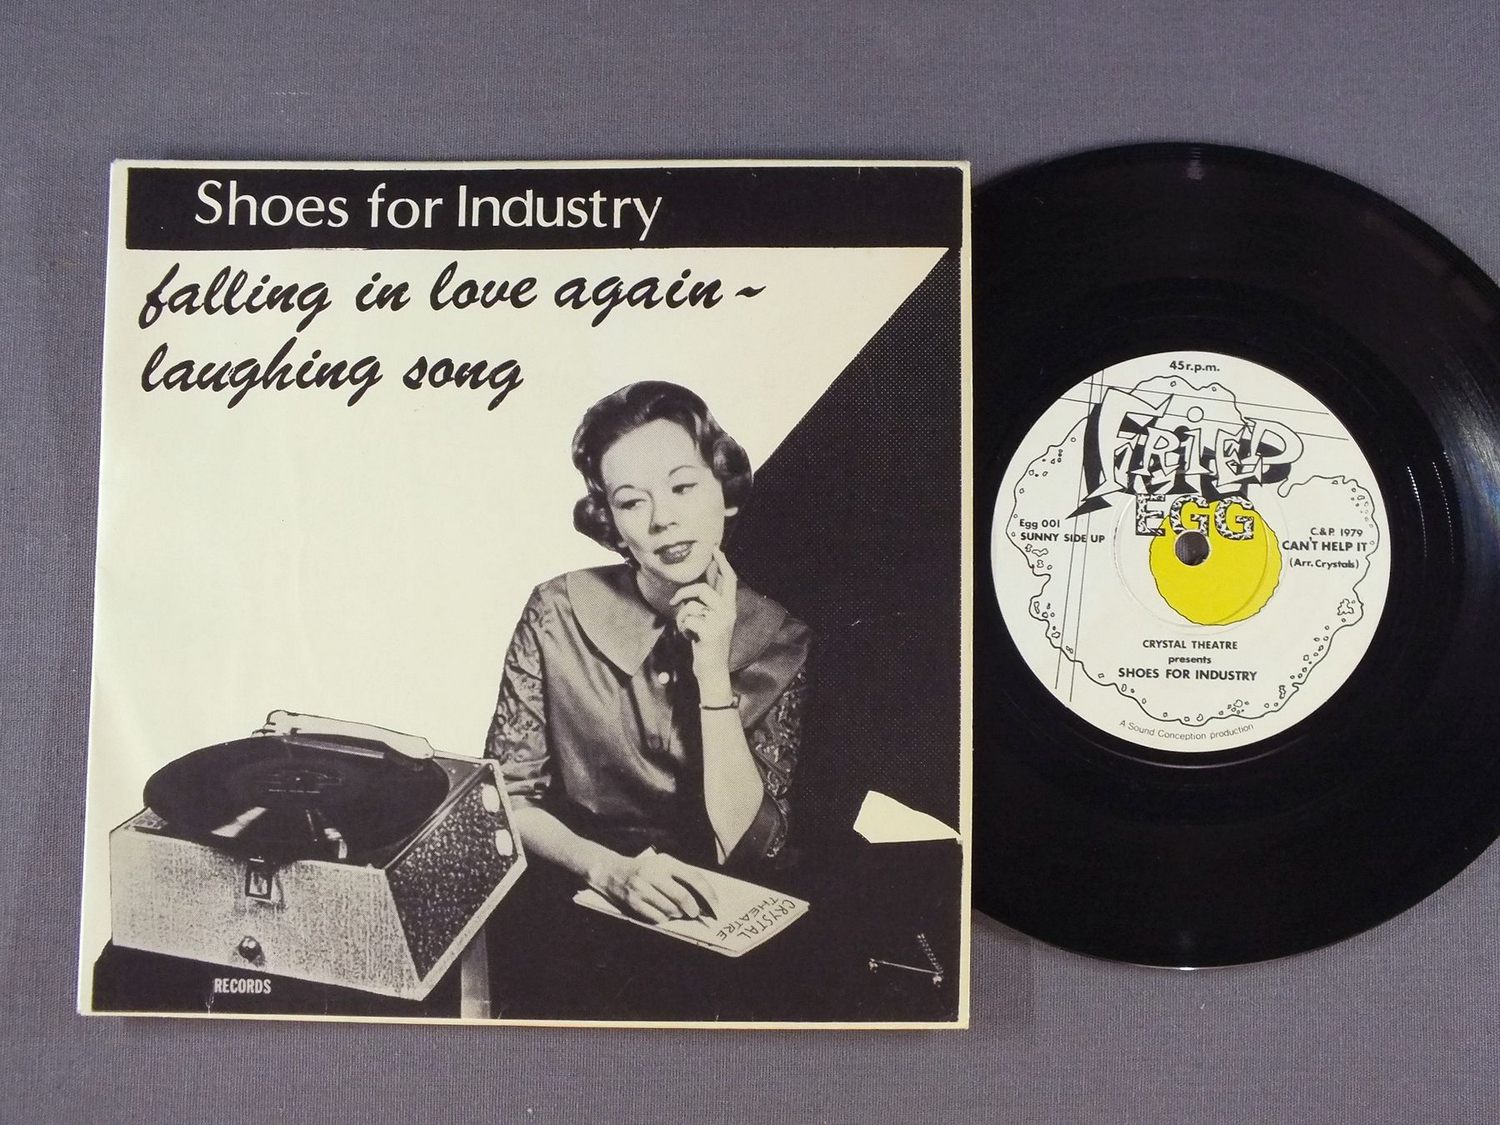 Shoes for Industry
falling in love again ~
laughing song
CRYSTAL
THEATRE
RECORDS
45 r.p.m.
FRIED
EGG
Egg 001
SUNNY SIDE UP
C.&P. 1979
CAN'T HELP IT
(Arr. Crystals)
CRYSTAL THEATRE
presents
SHOES FOR INDUSTRY
A Sound Conception production